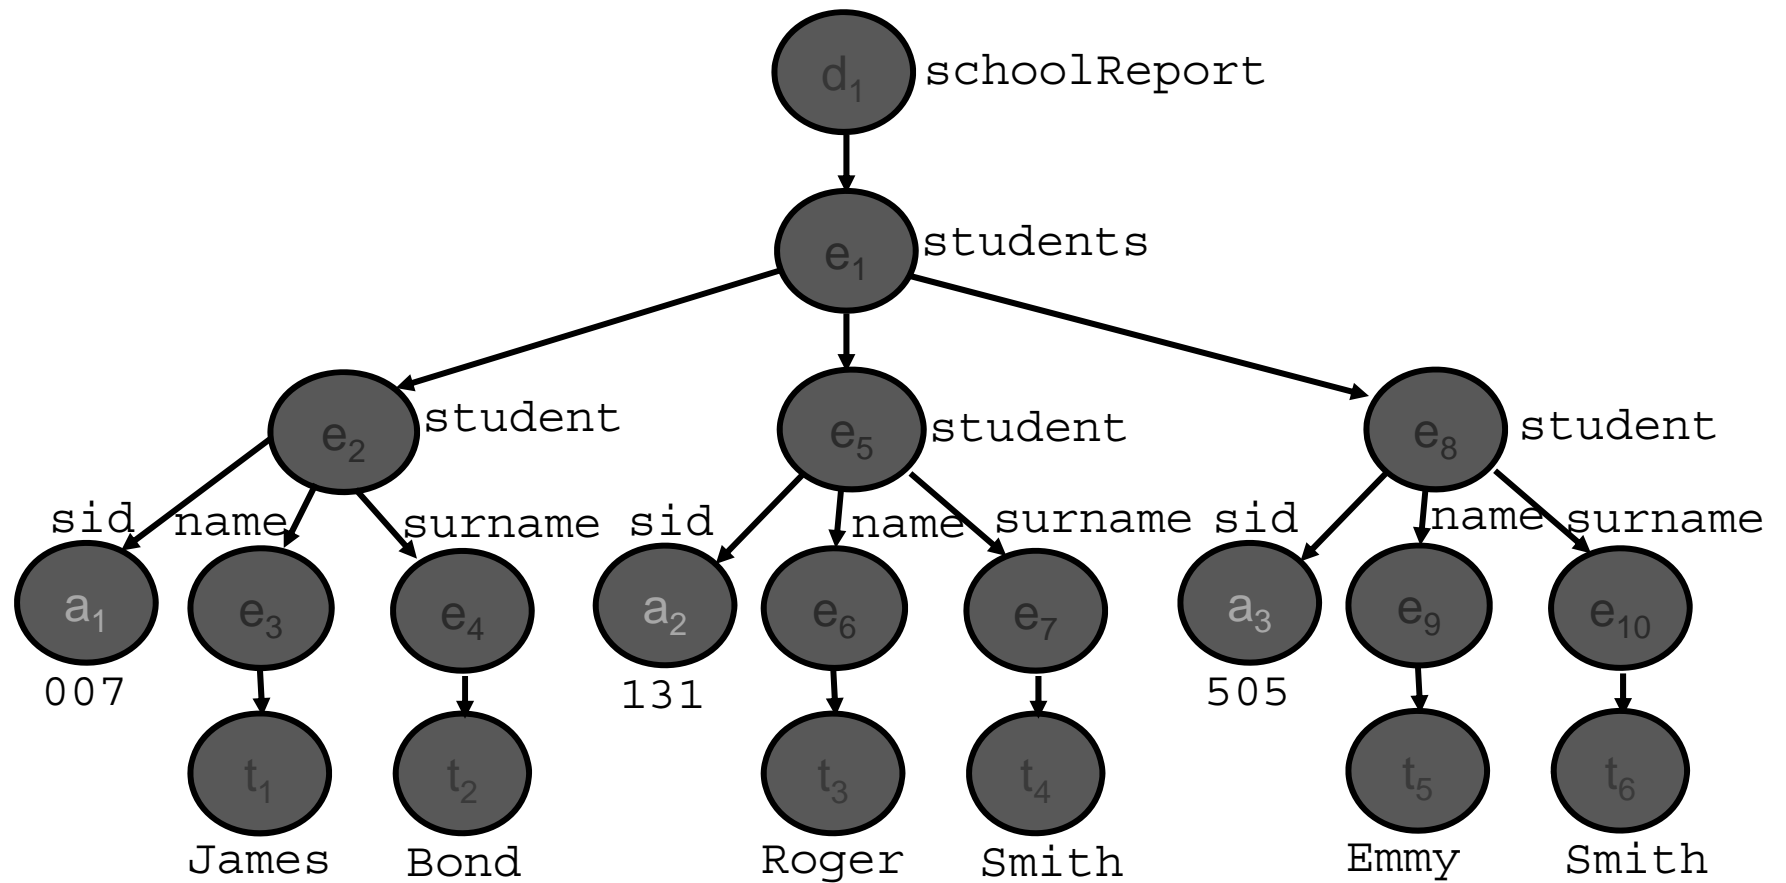 d1 schoolReport
e1 students
e2 student e5 student e8 student
sid name surname sid name surname sid name surname
a1 e3 e4 a2 e6 e7 a3 e9 e10
007 131 505
t1 t2 t3 t4 t5 t6
James Bond Roger Smith Emmy Smith